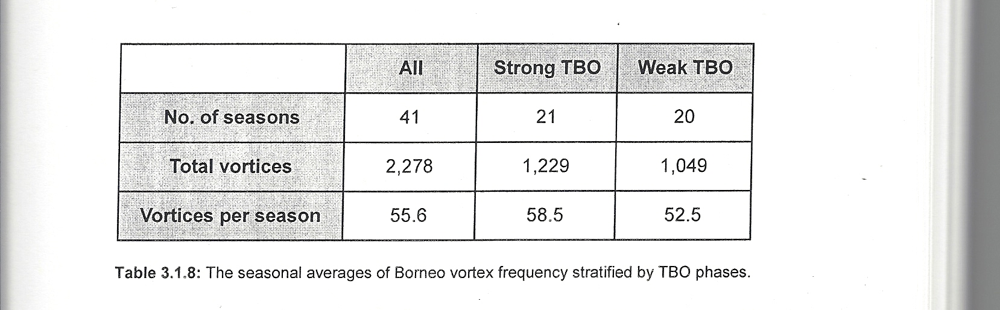 All Strong TBO Weak TBO
No. of seasons 41 21 20
Total vortices 2,278 1,229 1,049
Vortices per season 55.6 58.5 52.5
Table 3.1.8: The seasonal averages of Borneo vortex frequency stratified by TBO phases.